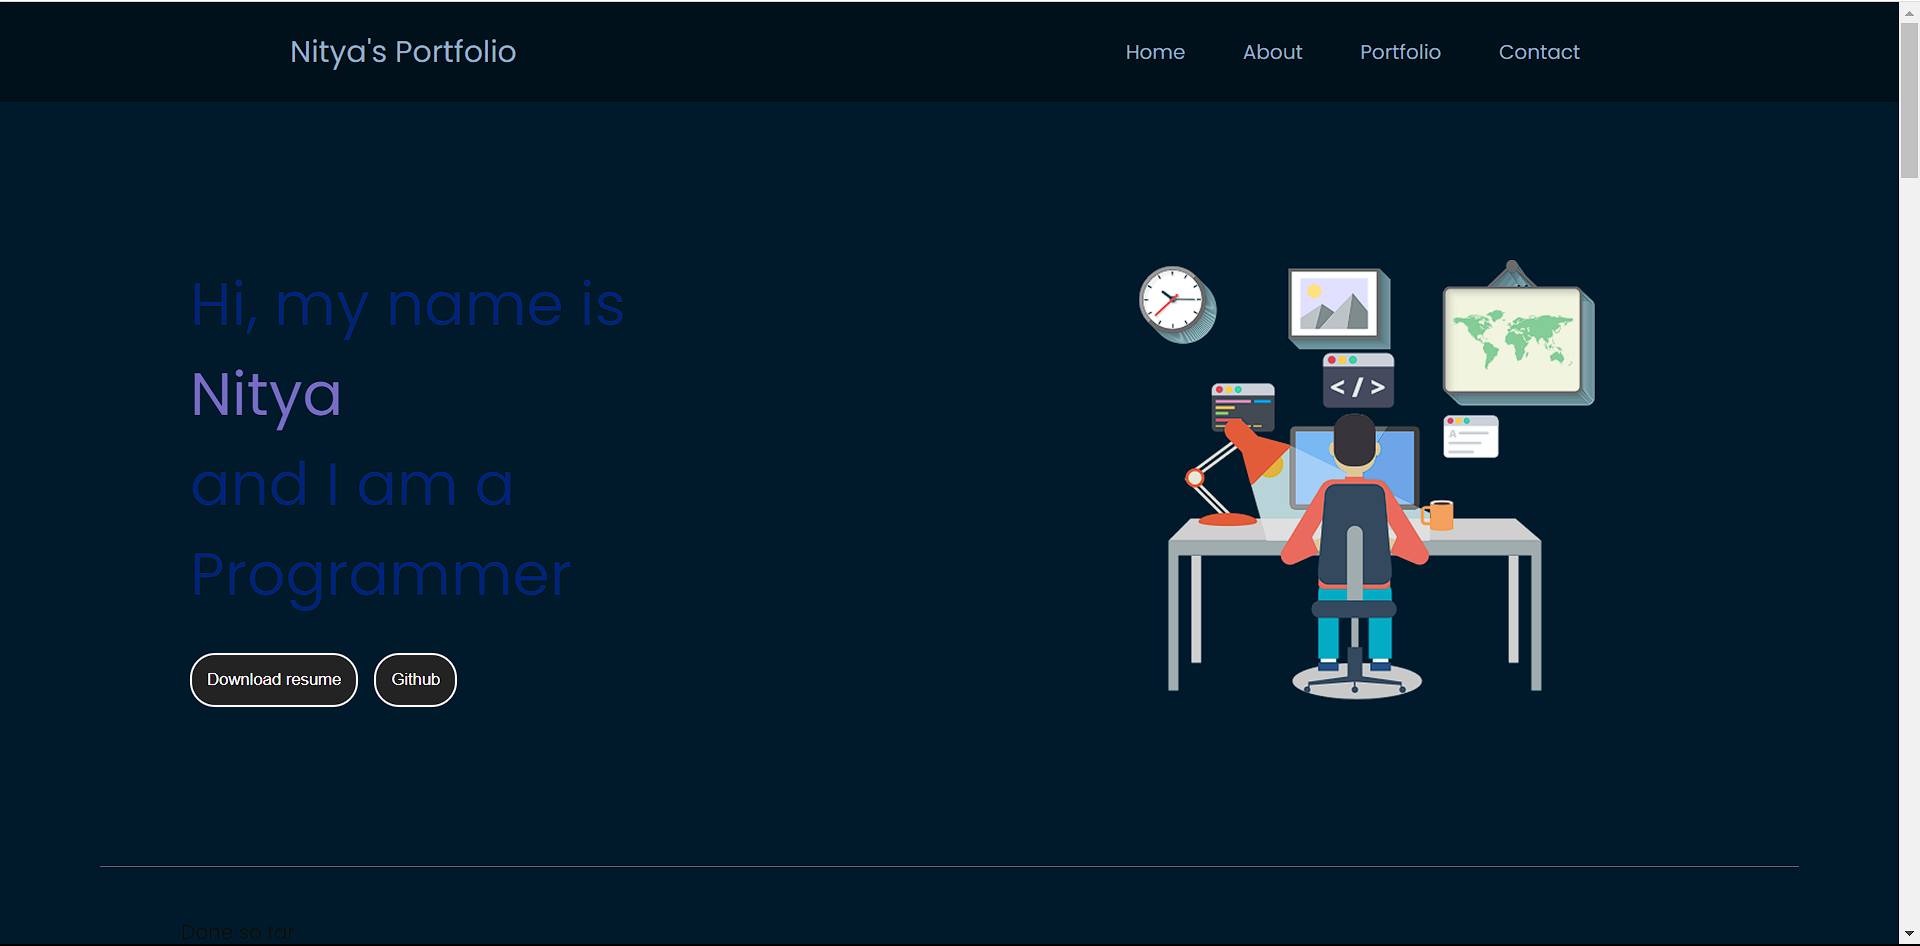 Nitya's Portfolio
Home About Portfolio Contact
Hi, my name is
Nitya
and I am a
Programmer
Download resume Github
</>
A
Done so far